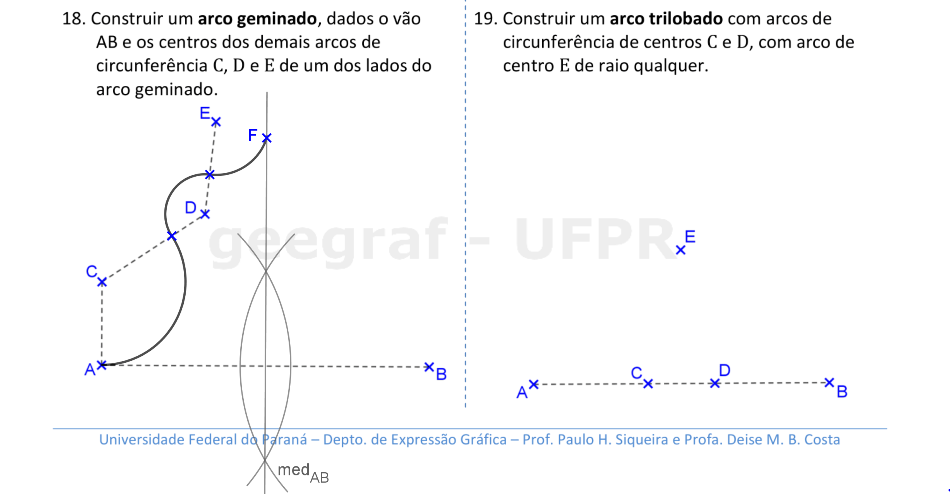 18. Construir um arco geminado, dados o vão
AB e os centros dos demais arcos de
circunferência C, D e E de um dos lados do
arco geminado.
E
F
D
C
A
B
med AB
19. Construir um arco trilobado com arcos de
circunferência de centros C e D, com arco de
centro E de raio qualquer.
E
C
D
A
B
geegraf - UFPR
Universidade Federal do Paraná – Depto. de Expressão Gráfica – Prof. Paulo H. Siqueira e Profa. Deise M. B. Costa